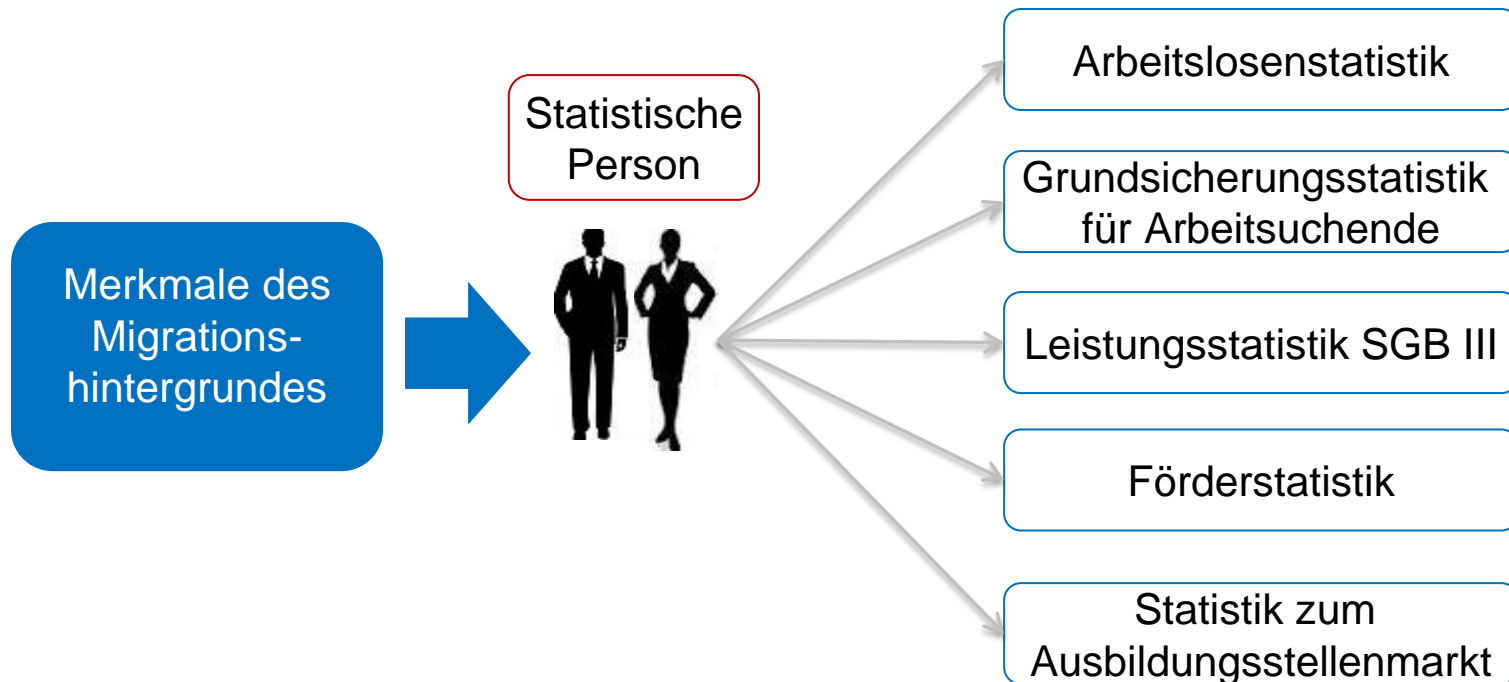 Merkmale des
Migrations-
hintergrundes
Statistische
Person
Arbeitslosenstatistik
Grundsicherungsstatistik
für Arbeitsuchende
Leistungsstatistik SGB III
Förderstatistik
Statistik zum
Ausbildungsstellenmarkt